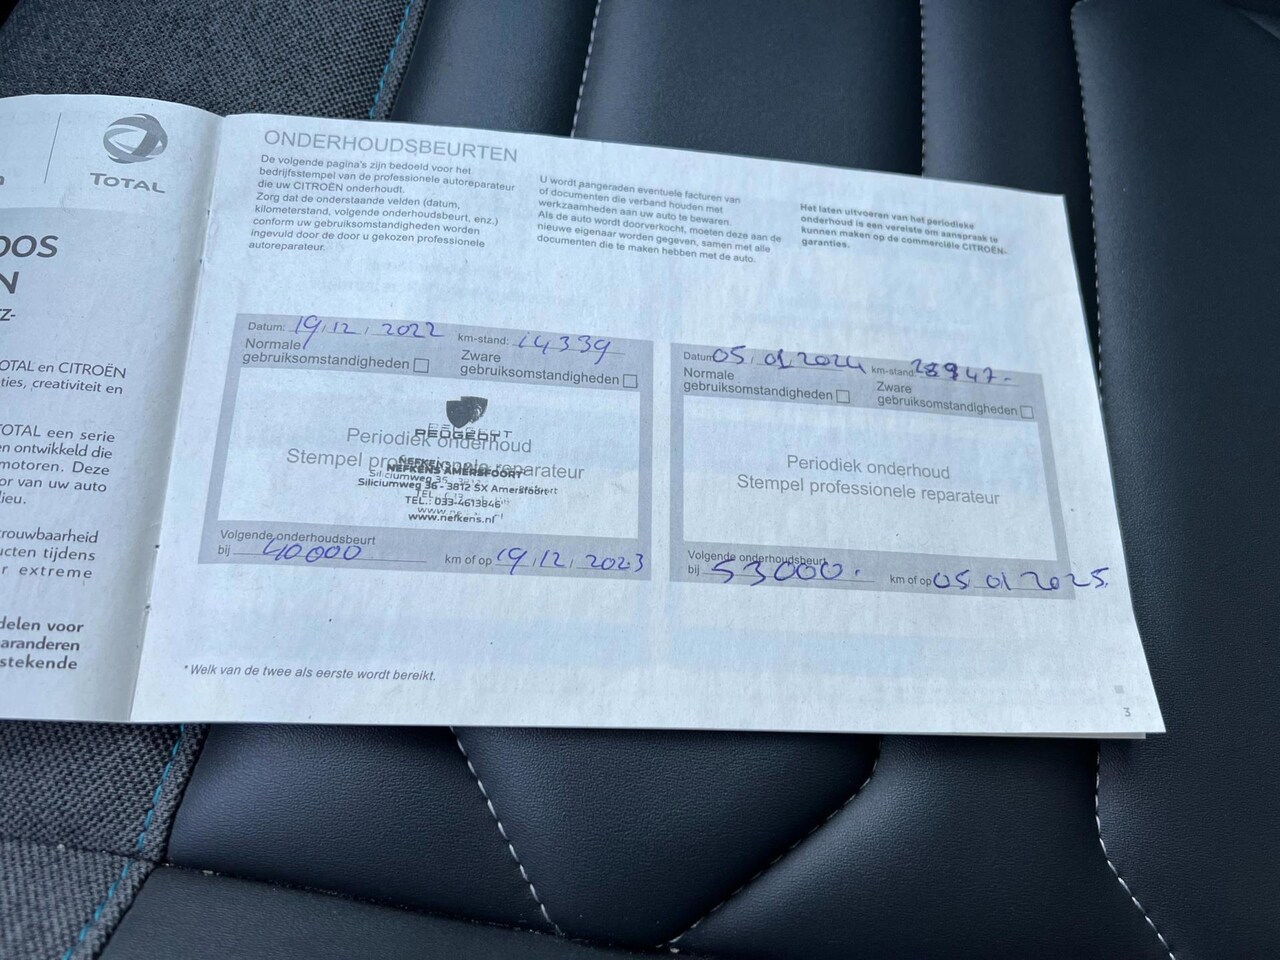 TOTAL
OOS
N
Z-
OTAL en CITROËN
ties, creativiteit en
OTAL een serie
en ontwikkeld die
motoren. Deze
or van uw auto
lieu.
rouwbaarheid
ucten tijdens
r extreme
delen voor
aranderen
stekende
ONDERHOUDSBEURTEN
De volgende pagina's zijn bedoeld voor het
bedrijfsstempel van de professionele autoreparateur
die uw CITROËN onderhoudt.
Zorg dat de onderstaande velden (datum,
kilometerstand, volgende onderhoudsbeurt, enz.)
conform uw gebruiksomstandigheden worden
ingevuld door de door u gekozen professionele
autoreparateur.
U wordt aangeraden eventuele facturen van
of documenten die verband houden met
werkzaamheden aan uw auto te bewaren.
Als de auto wordt doorverkocht, moeten deze aan de
nieuwe eigenaar worden gegeven, samen met alle
documenten die te maken hebben met de auto.
Het laten uitvoeren van het periodieke
onderhoud is een vereiste om aanspraak te
kunnen maken op de commerciële CITROËN-
garanties.
Datum: 19.12.2022 km-stand: 14339
Normale gebruiksomstandigheden
Zware gebruiksomstandigheden
PEUGEOT
Periodiek onderhoud
Stempel professionele reparateur
NEFKENS AMERSFOORT
Siliciumweg 36 - 3812 SX Amersfoort
TEL.: 033-4613846
www.nefkens.nl
Volgende onderhoudsbeurt
bij 40000 km of op 19.12.2023
Datum 05.01.2024 km-stand: 28947.-
Normale gebruiksomstandigheden
Zware gebruiksomstandigheden
Periodiek onderhoud
Stempel professionele reparateur
Volgende onderhoudsbeurt
bij 53000. km of op 05.01.2025.
* Welk van de twee als eerste wordt bereikt.
3